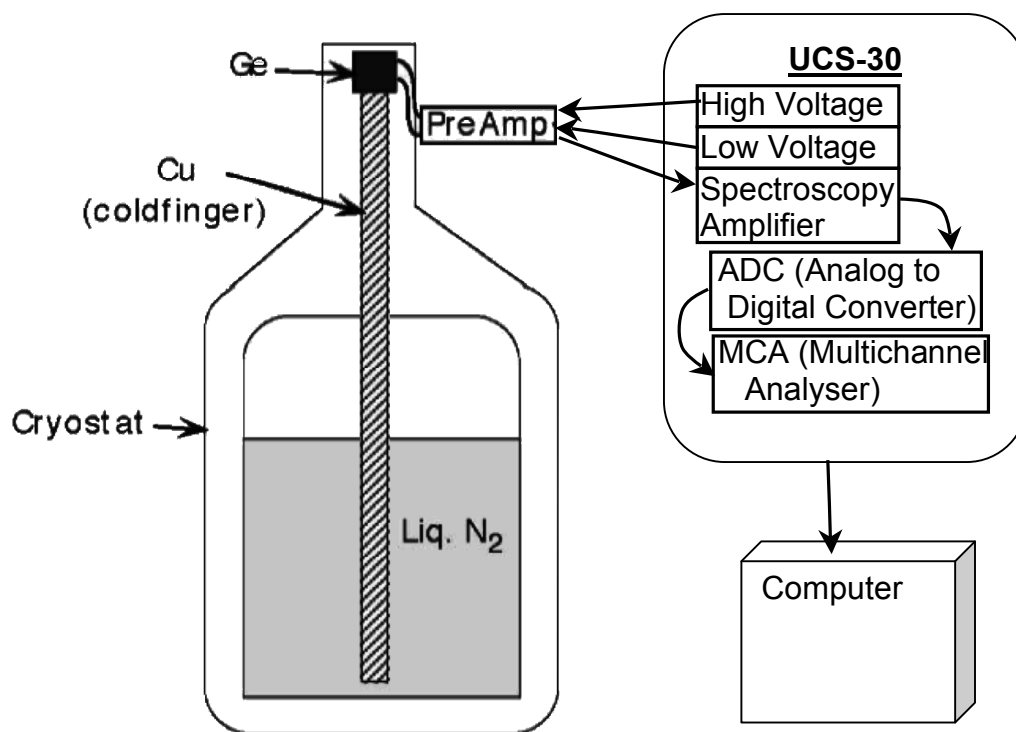 Ge
PreAmp
Cu
(coldfinger)
Cryostat
Liq. N₂
UCS-30
High Voltage
Low Voltage
Spectroscopy
Amplifier
ADC (Analog to
Digital Converter)
MCA (Multichannel
Analyser)
Computer